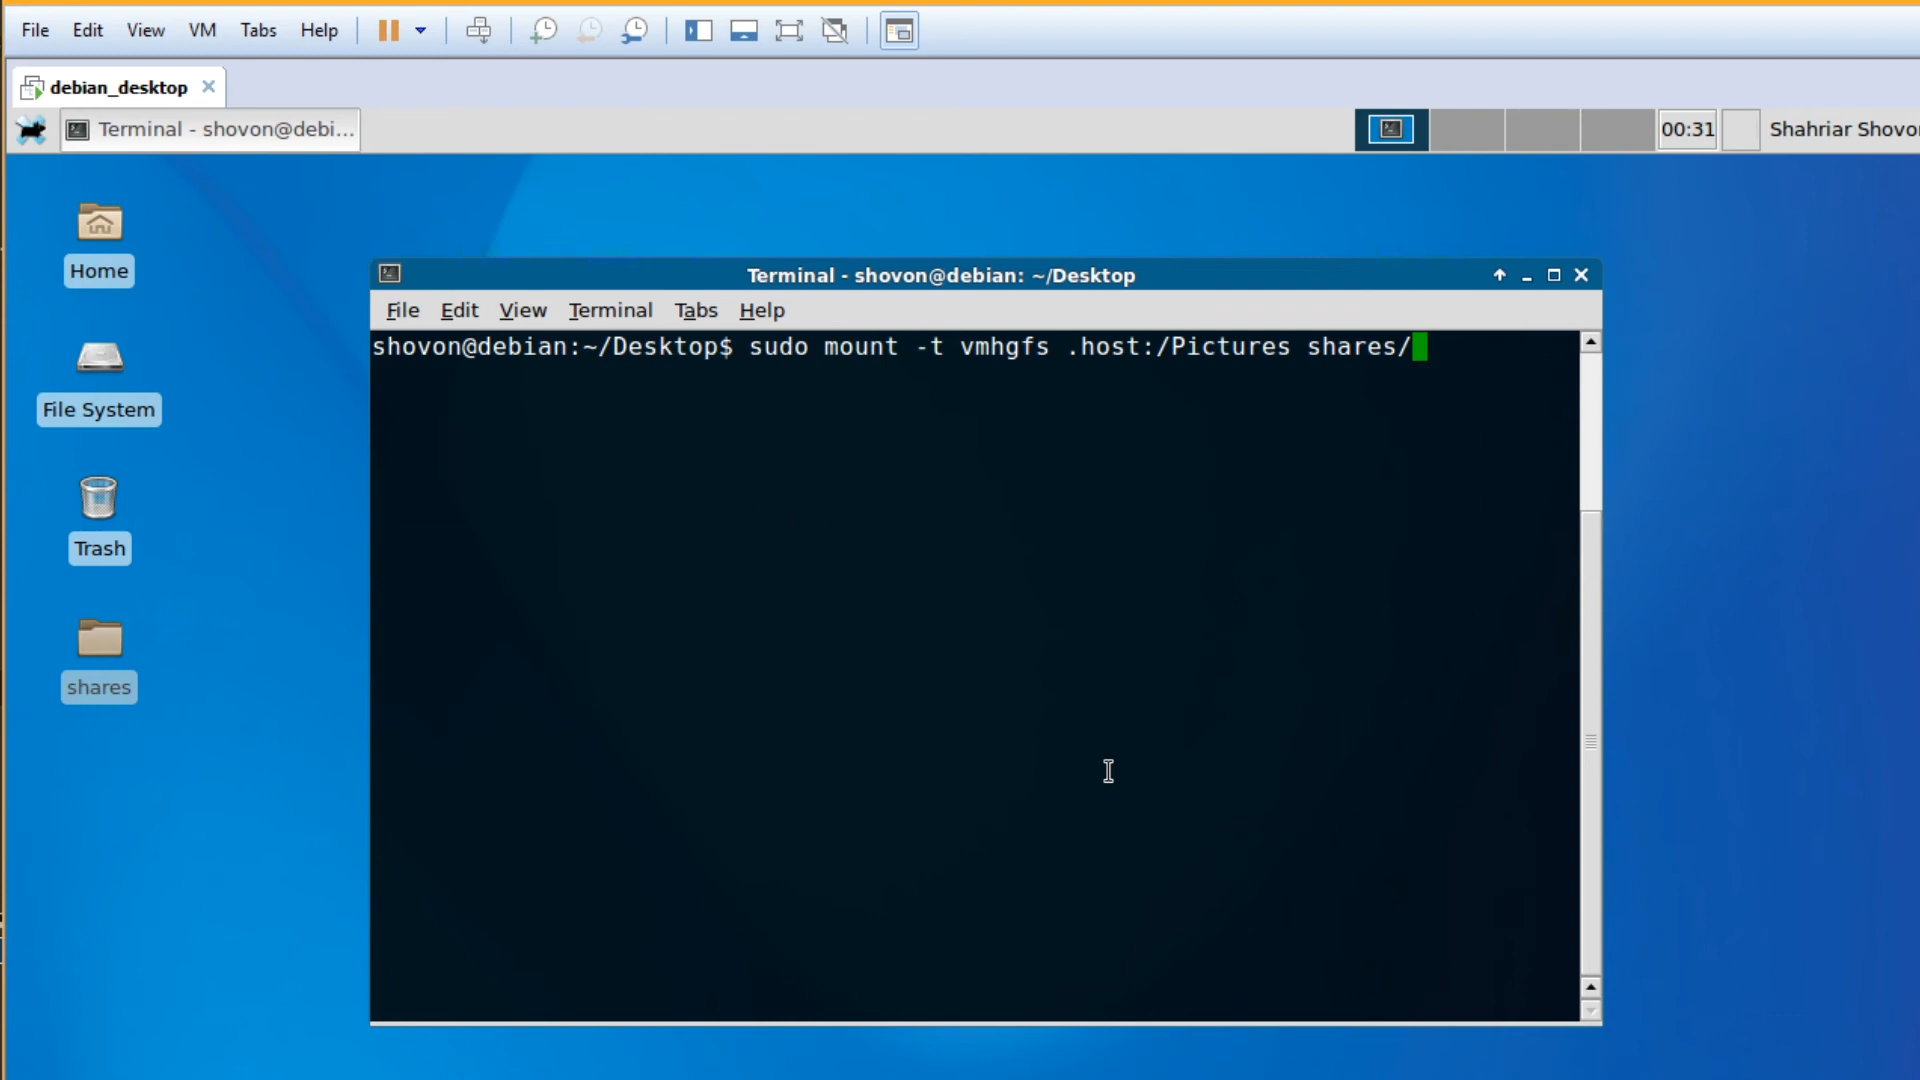 File Edit View VM Tabs Help
debian_desktop
Terminal - shovon@debi... 00:31 Shahriar Shovo
Home
File System
Trash
shares
Terminal - shovon@debian: ~/Desktop
File Edit View Terminal Tabs Help
shovon@debian:~/Desktop$ sudo mount -t vmhgfs .host:/Pictures shares/